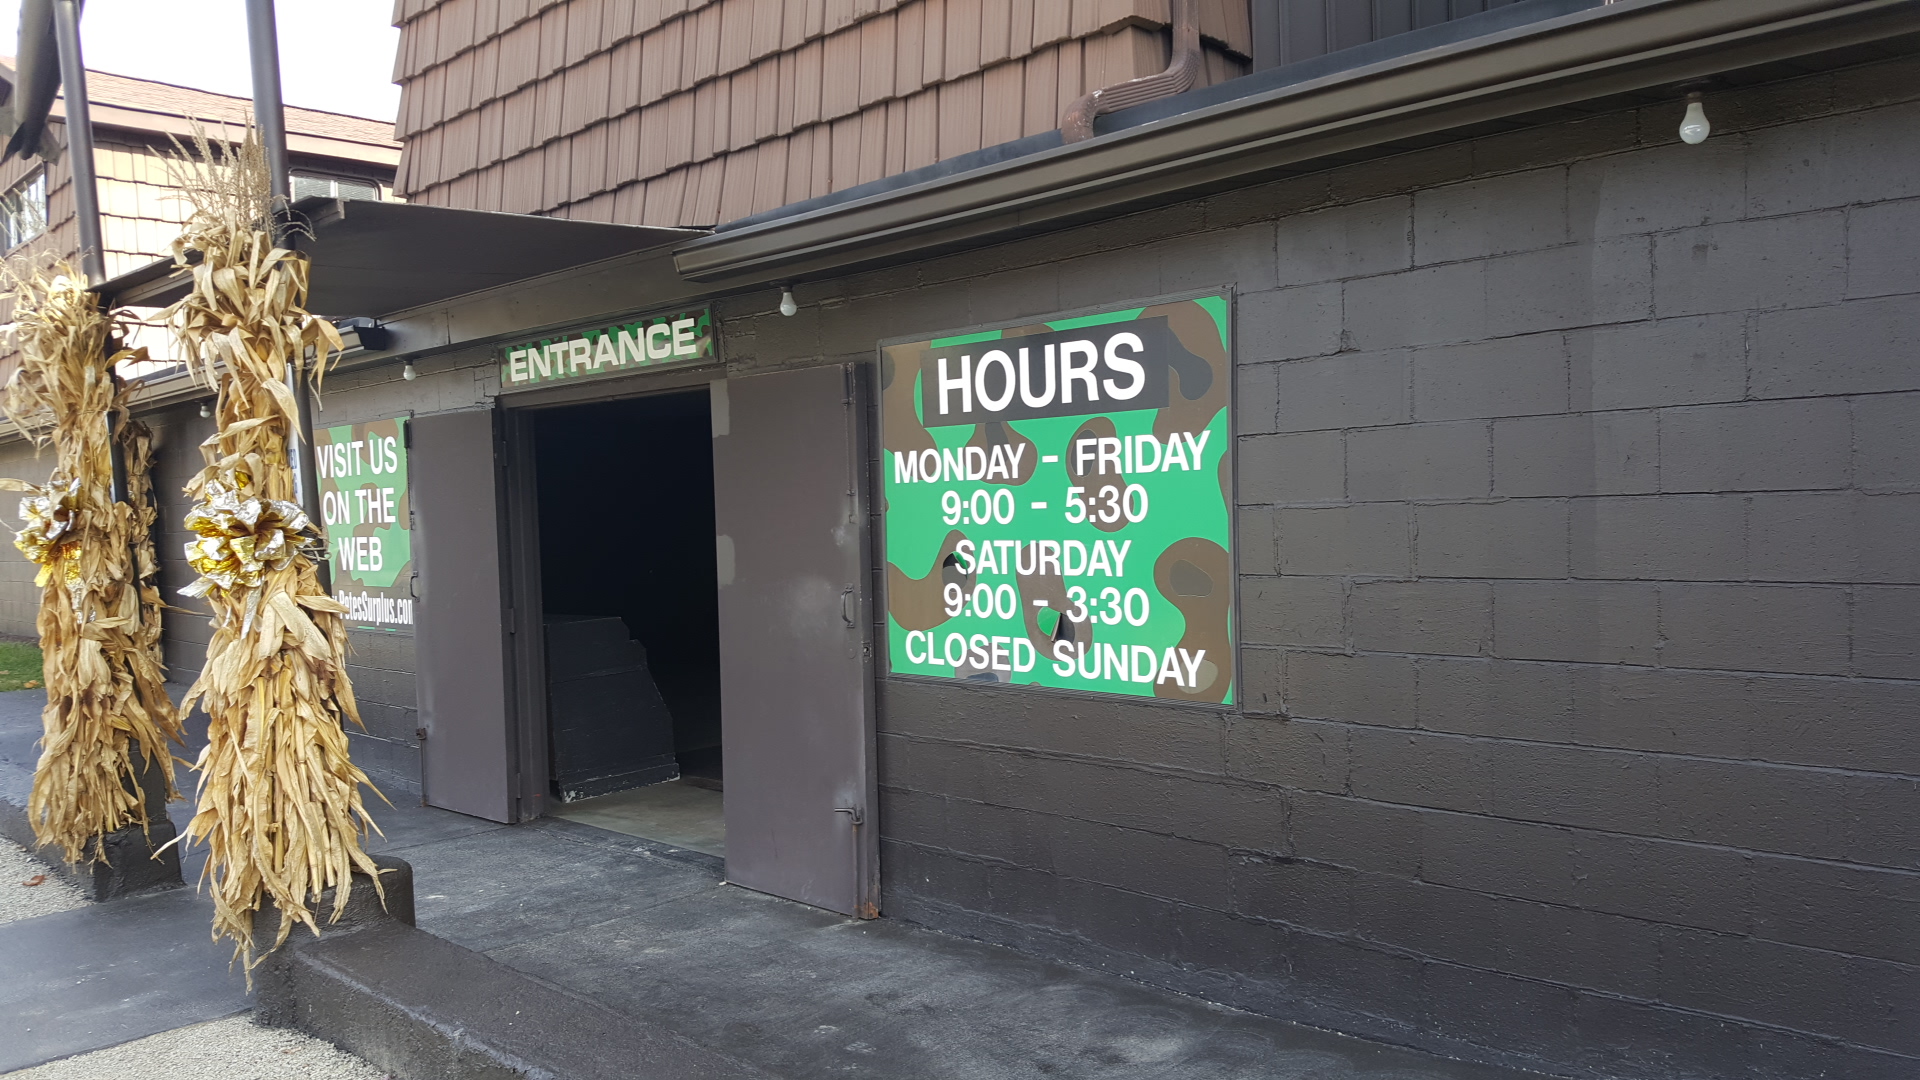 ENTRANCE
VISIT US
ON THE
WEB
PetesSurplus.com
HOURS
MONDAY - FRIDAY
9:00 - 5:30
SATURDAY
9:00 - 3:30
CLOSED SUNDAY